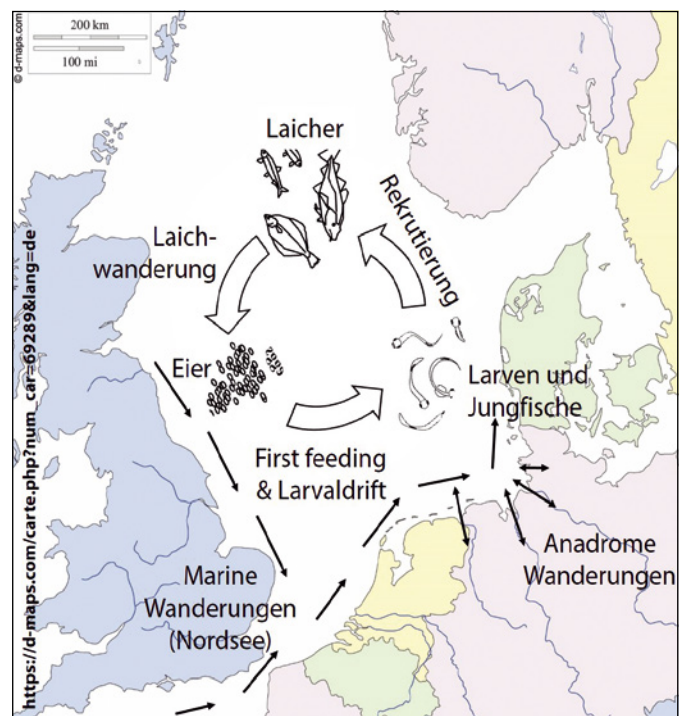 © d-maps.com
200 km
100 mi
Laicher
Rekrutierung
Laich-
wanderung
Eier
Larven und
Jungfische
First feeding
& Larvaldrift
Anadrome
Wanderungen
Marine
Wanderungen
(Nordsee)
https://d-maps.com/carte.php?num_car=69289&lang=de